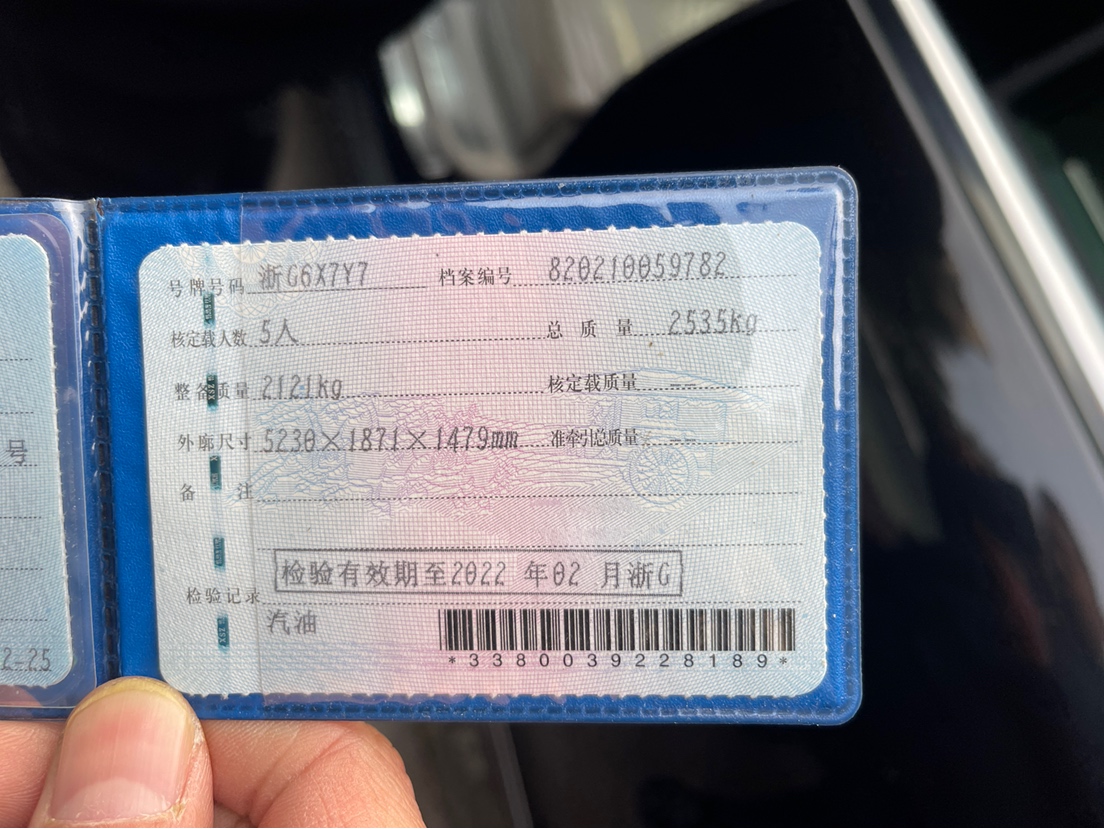 号牌号码 浙G6X7Y7 档案编号 820210059782
核定载人数 5人 总质量 2535kg
整备质量 2121kg 核定载质量 --
外廓尺寸 5230×1871×1479mm 准牵引总质量 --
备注
检验有效期至2022 年02 月浙G
检验记录
汽油
*3380039228189*
号
2-25